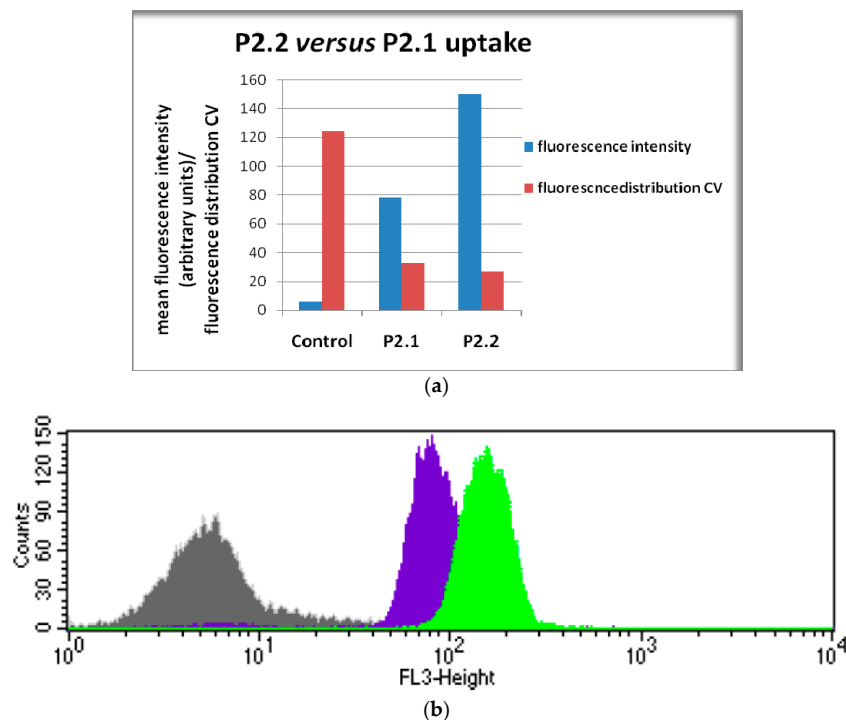 P2.2 versus P2.1 uptake
mean fluorescence intensity
(arbitrary units)/
fluorescence distribution CV
160
140
120
100
80
60
40
20
0
Control P2.1 P2.2
fluorescence intensity
fluorescncedistribution CV
(a)
Counts
150
120
90
60
30
0
10^0 10^1 10^2 10^3 10^4
FL3-Height
(b)